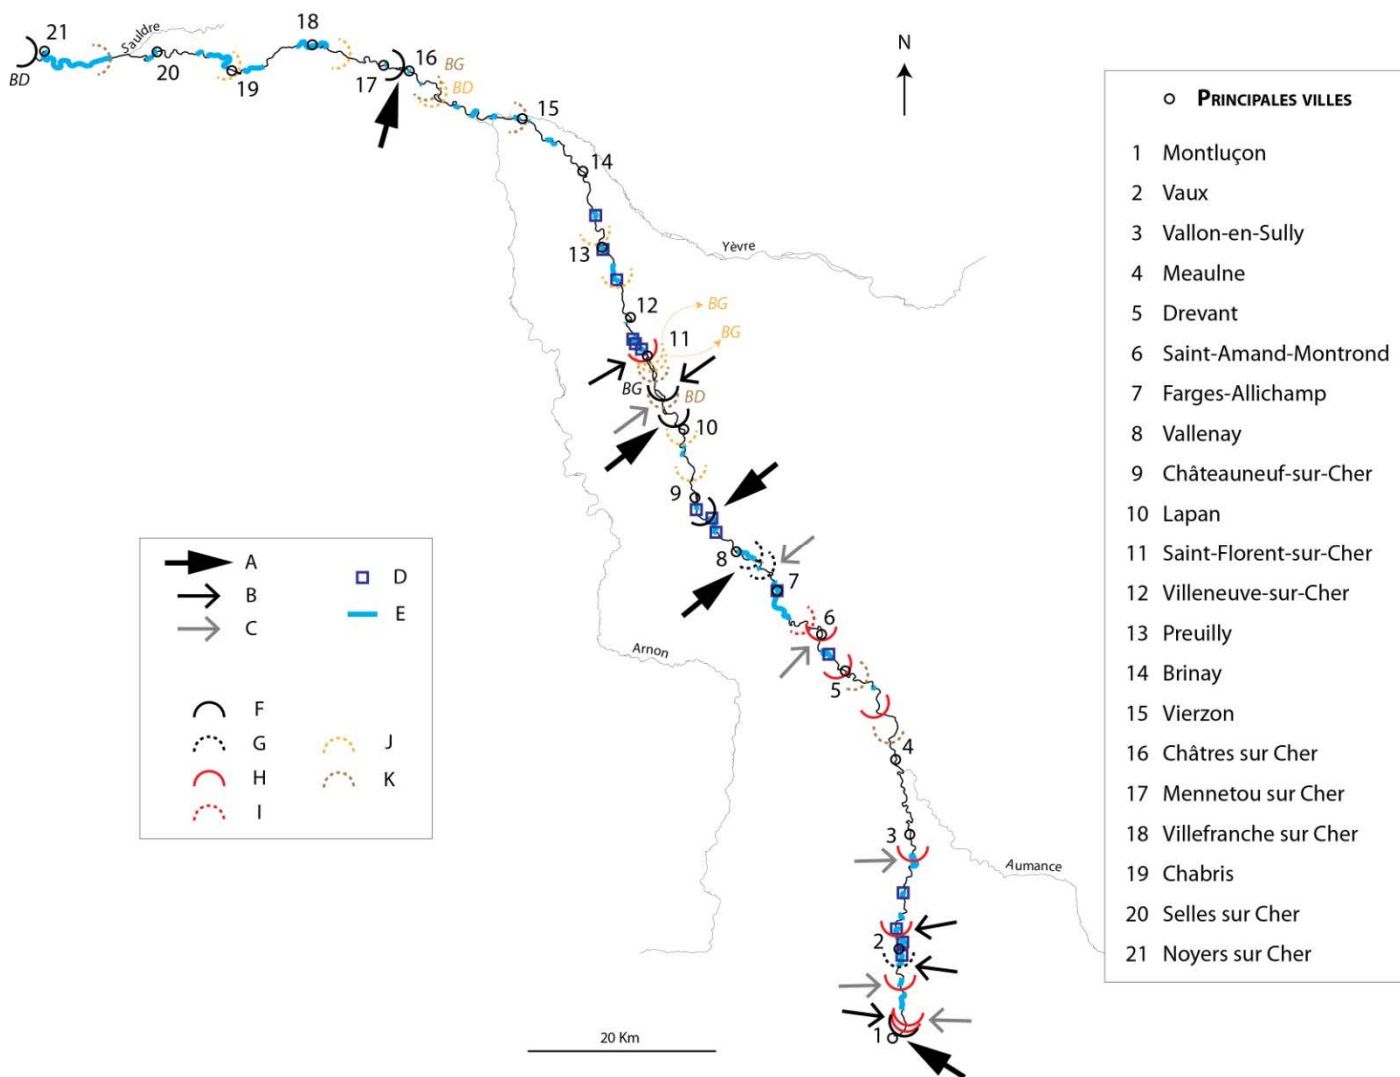 21
BD
Sauldre
20
19
18
17
16
BG
BD
15
14
N
Yèvre
13
12
BG
BG
11
BG
BD
10
9
8
7
6
Arnon
5
4
3
Aumance
2
1
20 Km
A
B
C
D
E
F
G
H
I
J
K
PRINCIPALES VILLES
1 Montluçon
2 Vaux
3 Vallon-en-Sully
4 Meaulne
5 Drevant
6 Saint-Amand-Montrond
7 Farges-Allichamp
8 Vallenay
9 Châteauneuf-sur-Cher
10 Lapan
11 Saint-Florent-sur-Cher
12 Villeneuve-sur-Cher
13 Preuilly
14 Brinay
15 Vierzon
16 Châtres sur Cher
17 Mennetou sur Cher
18 Villefranche sur Cher
19 Chabris
20 Selles sur Cher
21 Noyers sur Cher